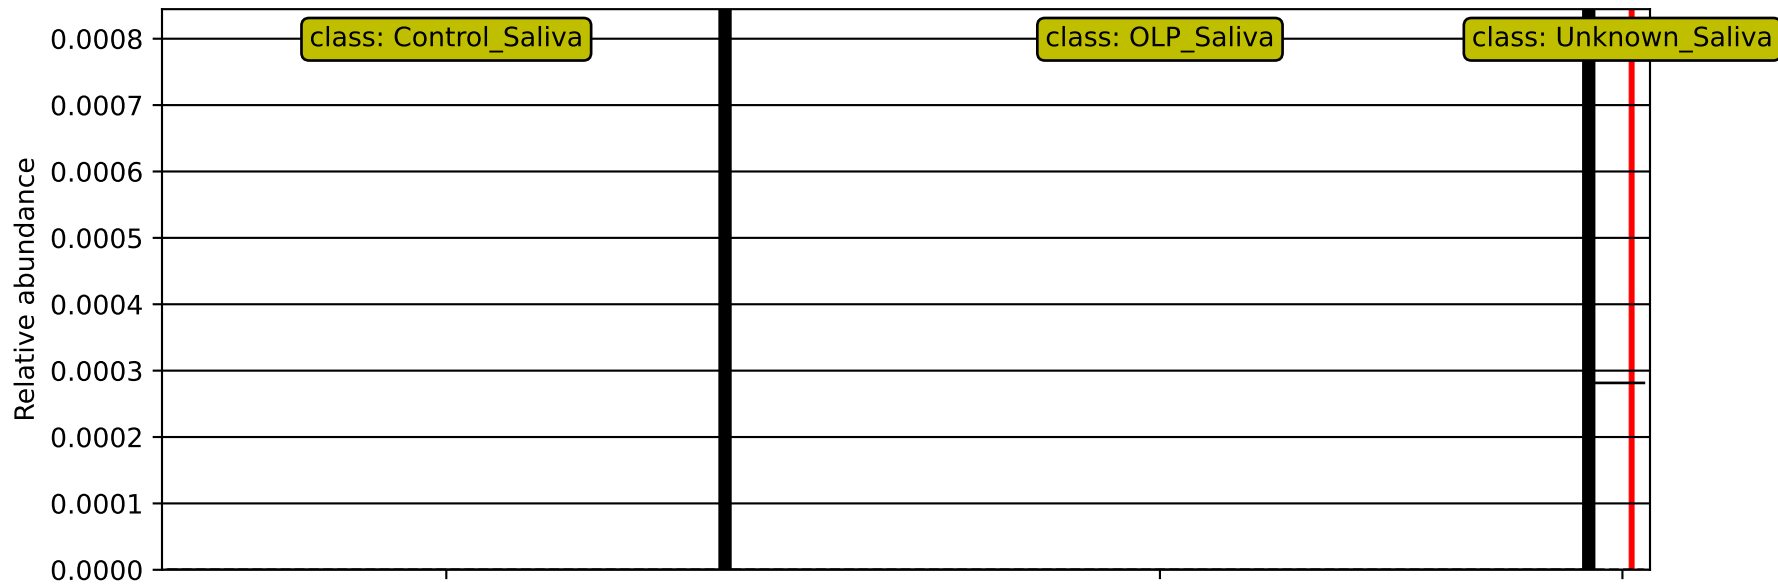 class: Control_Saliva
class: OLP_Saliva
class: Unknown_Saliva
Relative abundance
0.0008
0.0007
0.0006
0.0005
0.0004
0.0003
0.0002
0.0001
0.0000